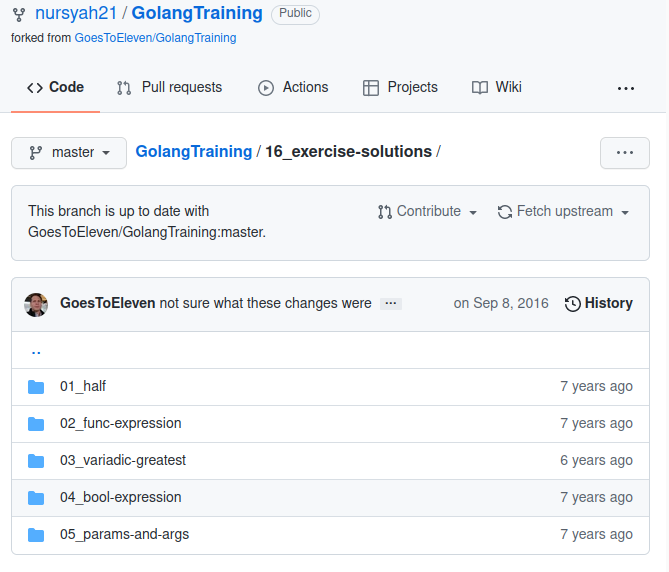 nursyah21 / GolangTraining Public
forked from GoesToEleven/GolangTraining
Code Pull requests Actions Projects Wiki ...
master GolangTraining / 16_exercise-solutions / ...
This branch is up to date with
GoesToEleven/GolangTraining:master.
Contribute Fetch upstream
GoesToEleven not sure what these changes were ... on Sep 8, 2016 History
..
01_half 7 years ago
02_func-expression 7 years ago
03_variadic-greatest 6 years ago
04_bool-expression 7 years ago
05_params-and-args 7 years ago